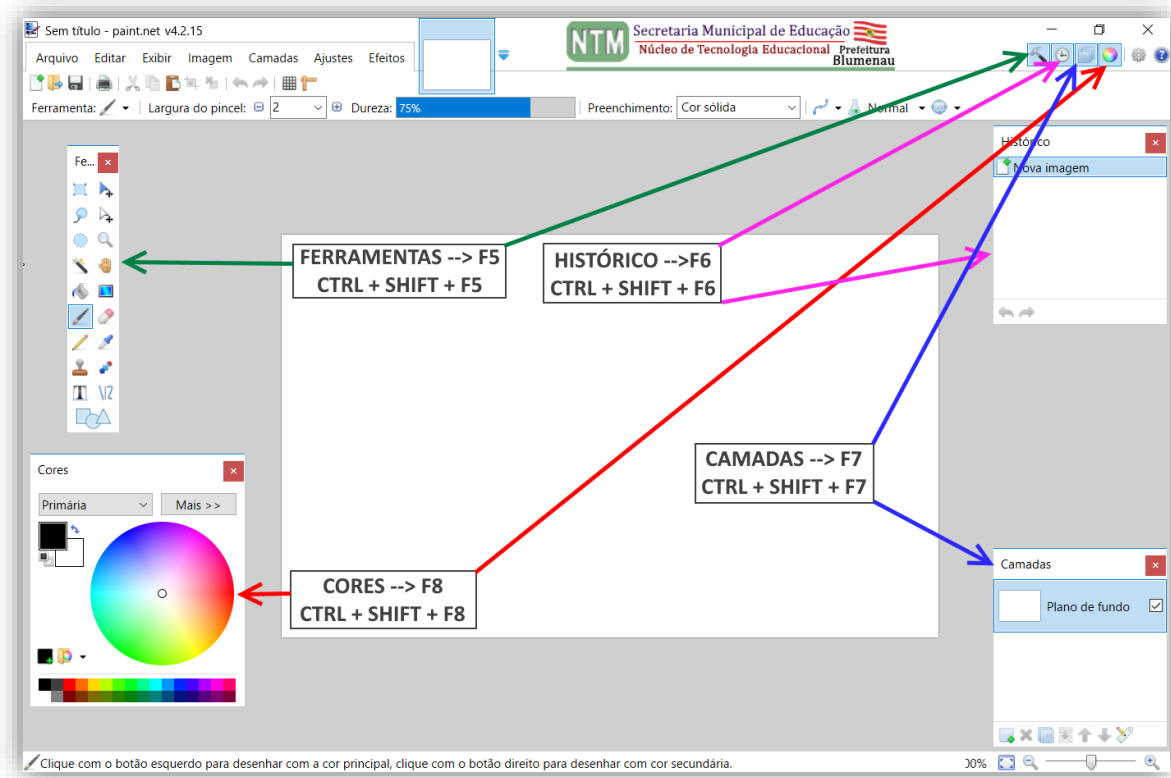 Sem título - paint.net v4.2.15
NTM
Secretaria Municipal de Educação
Núcleo de Tecnologia Educacional
Prefeitura
Blumenau
Arquivo Editar Exibir Imagem Camadas Ajustes Efeitos
Ferramenta: Largura do pincel: 2 Dureza: 75% Preenchimento: Cor sólida Normal
Fe...
Histórico
Nova imagem
FERRAMENTAS --> F5
CTRL + SHIFT + F5
HISTÓRICO -->F6
CTRL + SHIFT + F6
CAMADAS --> F7
CTRL + SHIFT + F7
Cores
Primária Mais >>
CORES --> F8
CTRL + SHIFT + F8
Camadas
Plano de fundo
Clique com o botão esquerdo para desenhar com a cor principal, clique com o botão direito para desenhar com cor secundária.